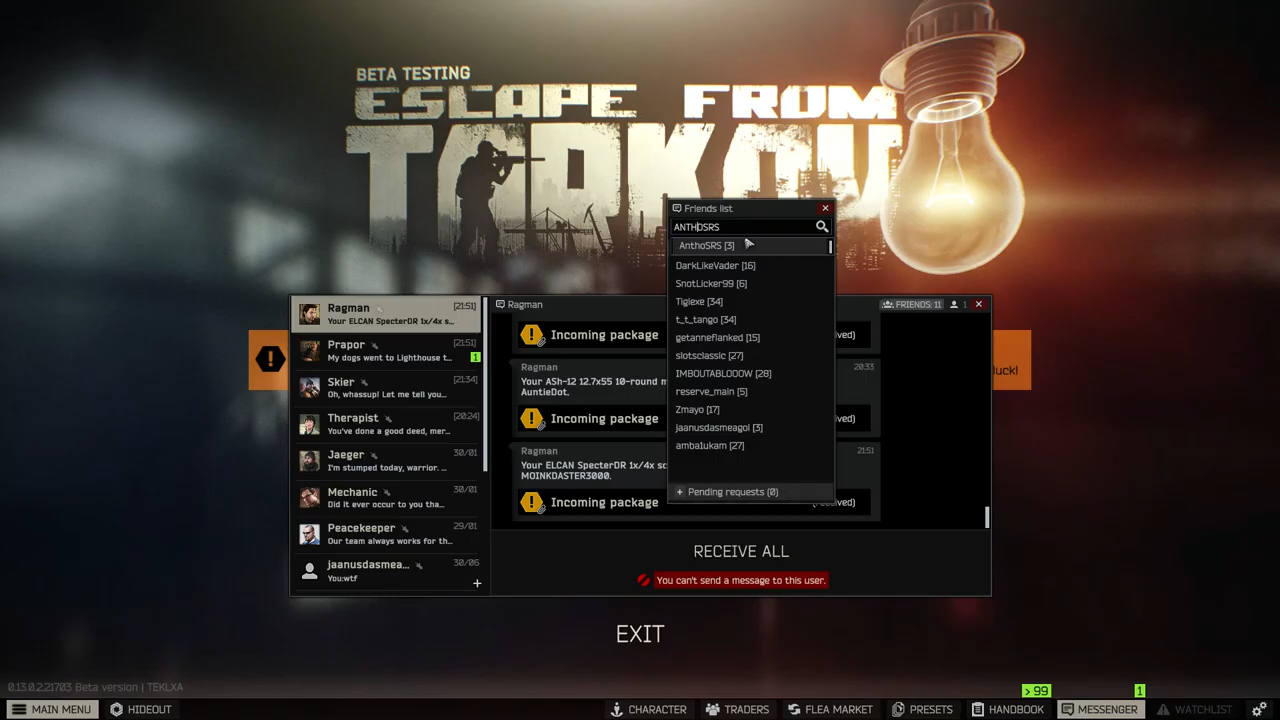 BETA TESTING
ESCAPE FROM
TARKOV
Friends list
ANTHOSRS
AnthoSRS [3]
DarkLikeVader [16]
SnotLicker99 [6]
Tiglexe [34]
t_t_tango [34]
getanneflanked [15]
slotsclassic [27]
IMBOUTABLOOOW [28]
reserve_main [5]
Zmayo [17]
jaanusdasmeagol [3]
amba1ukam [27]
+ Pending requests (0)
Ragman [21:51]
Your ELCAN SpecterDR 1x/4x s...
Prapor [21:51]
My dogs went to Lighthouse t... 1
Skier [21:34]
Oh, whassup! Let me tell you...
Therapist [20:24]
You've done a good deed, mer...
Jaeger 30/01
I'm stumped today, warrior. ...
Mechanic 30/01
Did it ever occur to you tha...
Peacekeeper 29/01
Our team always works for th...
jaanusdasmea... 30/06
You:wtf
+
Ragman
FRIENDS: 11 1
Incoming package
Ragman 20:33
Your ASh-12 12.7x55 10-round m
AuntieDot.
Incoming package
Ragman 21:51
Your ELCAN SpecterDR 1x/4x sc
MOINKDASTER3000.
Incoming package (received)
luck!
RECEIVE ALL
You can't send a message to this user.
EXIT
0.13.0.2.21703 Beta version | TEKLXA
>99 1
MAIN MENU HIDEOUT CHARACTER TRADERS FLEA MARKET PRESETS HANDBOOK MESSENGER WATCHLIST